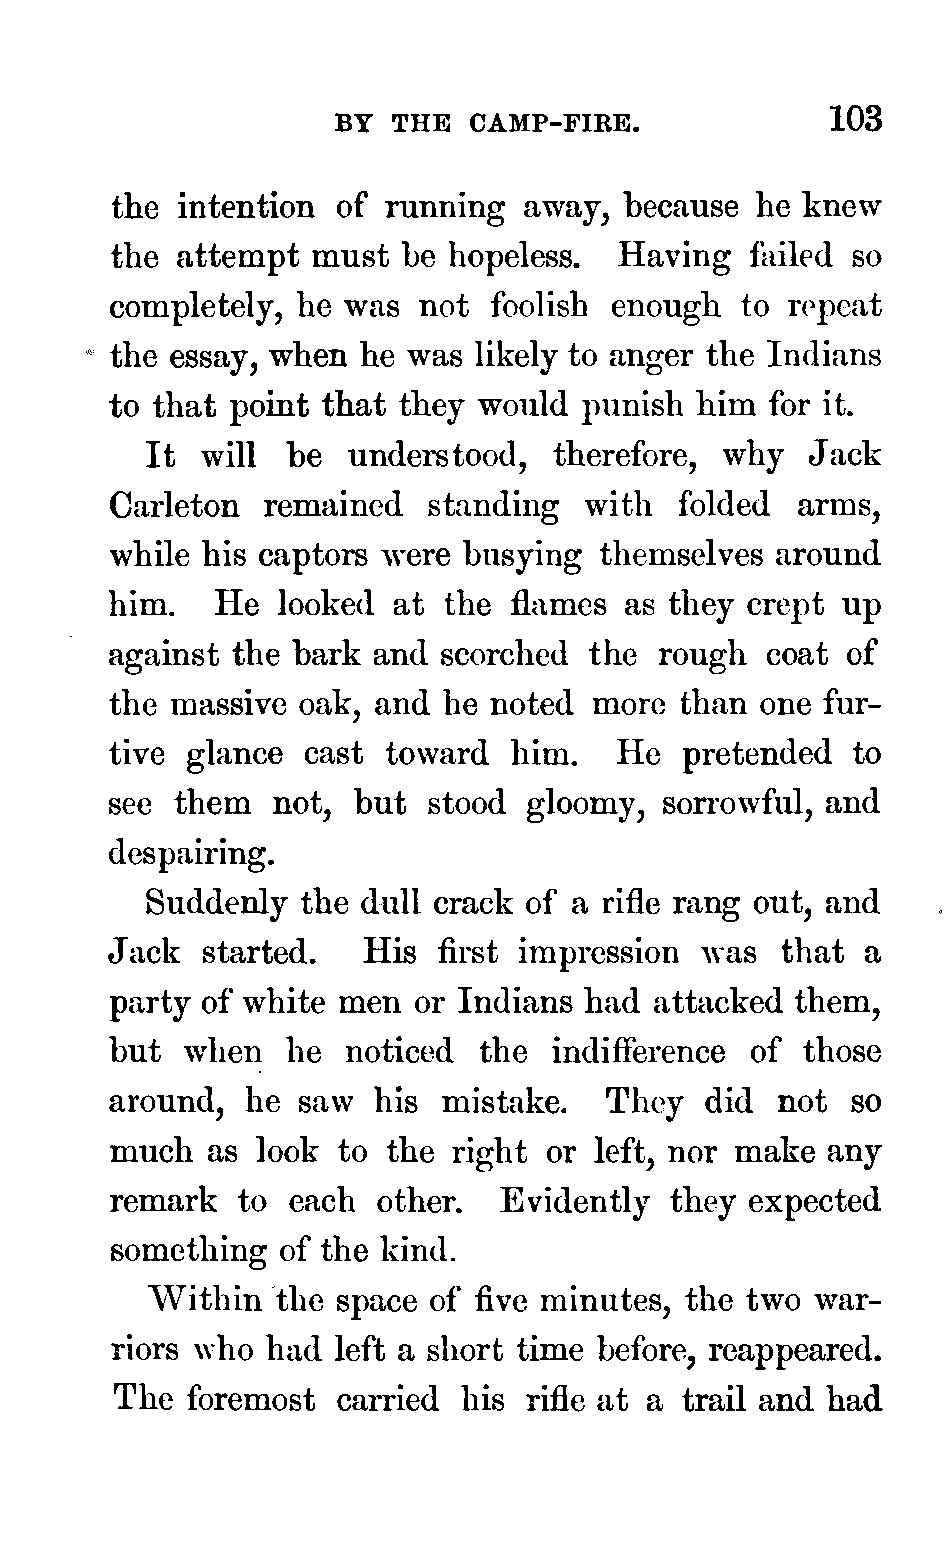 BY THE CAMP-FIRE. 103
the intention of running away, because he knew
the attempt must be hopeless. Having failed so
completely, he was not foolish enough to repeat
the essay, when he was likely to anger the Indians
to that point that they would punish him for it.
It will be understood, therefore, why Jack
Carleton remained standing with folded arms,
while his captors were busying themselves around
him. He looked at the flames as they crept up
against the bark and scorched the rough coat of
the massive oak, and he noted more than one fur-
tive glance cast toward him. He pretended to
see them not, but stood gloomy, sorrowful, and
despairing.
Suddenly the dull crack of a rifle rang out, and
Jack started. His first impression was that a
party of white men or Indians had attacked them,
but when he noticed the indifference of those
around, he saw his mistake. They did not so
much as look to the right or left, nor make any
remark to each other. Evidently they expected
something of the kind.
Within the space of five minutes, the two war-
riors who had left a short time before, reappeared.
The foremost carried his rifle at a trail and had